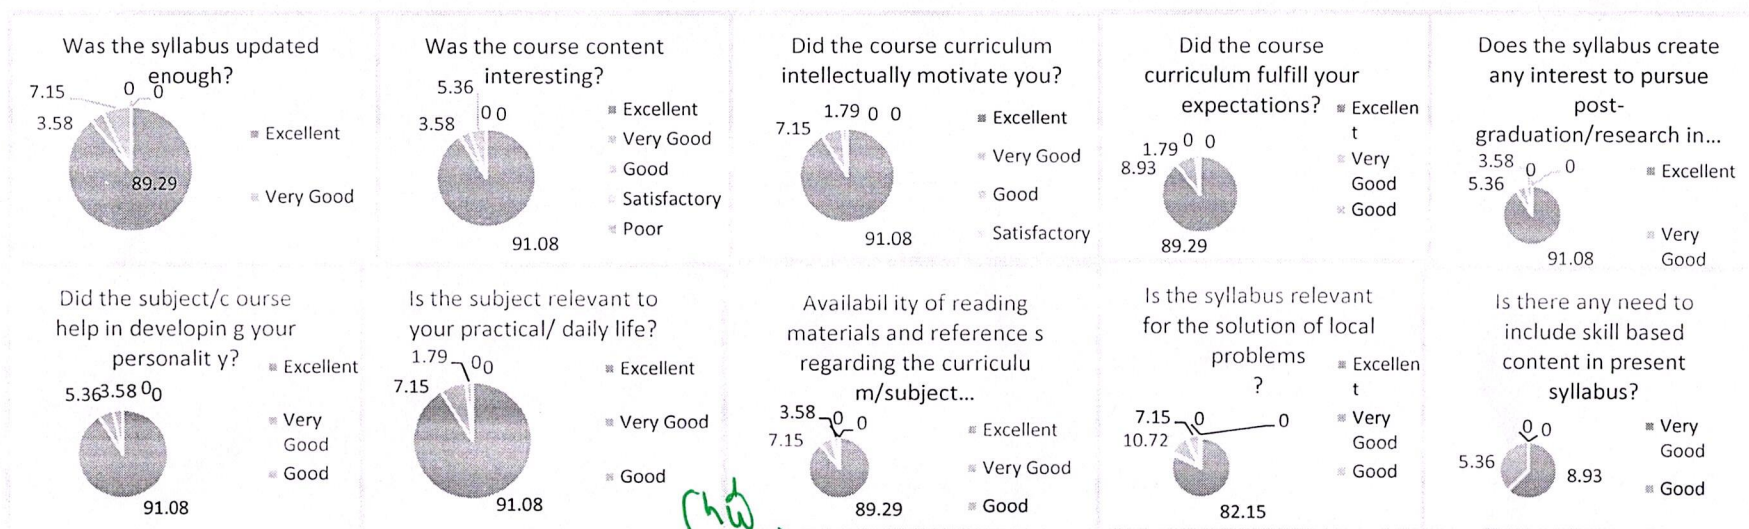 Was the syllabus updated
enough?
7.15
0
0
3.58
89.29
Excellent
Very Good
Was the course content
interesting?
5.36
0 0
3.58
91.08
Excellent
Very Good
Good
Satisfactory
Poor
Did the course curriculum
intellectually motivate you?
1.79
0
0
7.15
91.08
Excellent
Very Good
Good
Satisfactory
Did the course
curriculum fulfill your
expectations?
0
0
1.79
8.93
89.29
Excellen
t
Very
Good
Good
Does the syllabus create
any interest to pursue
post-
graduation/research in...
3.58
0
0
5.36
91.08
Excellent
Very
Good
Did the subject/c ourse
help in developin g your
personalit y?
5.36
3.58
0
0
91.08
Excellent
Very
Good
Good
Is the subject relevant to
your practical/ daily life?
1.79
0
0
7.15
91.08
Excellent
Very Good
Good
Availabil ity of reading
materials and reference s
regarding the curriculu
m/subject...
3.58
0
0
7.15
89.29
Excellent
Very Good
Good
Is the syllabus relevant
for the solution of local
problems
?
7.15
0
0
10.72
82.15
Excellen
t
Very
Good
Good
Is there any need to
include skill based
content in present
syllabus?
0
0
5.36
8.93
Very
Good
Good